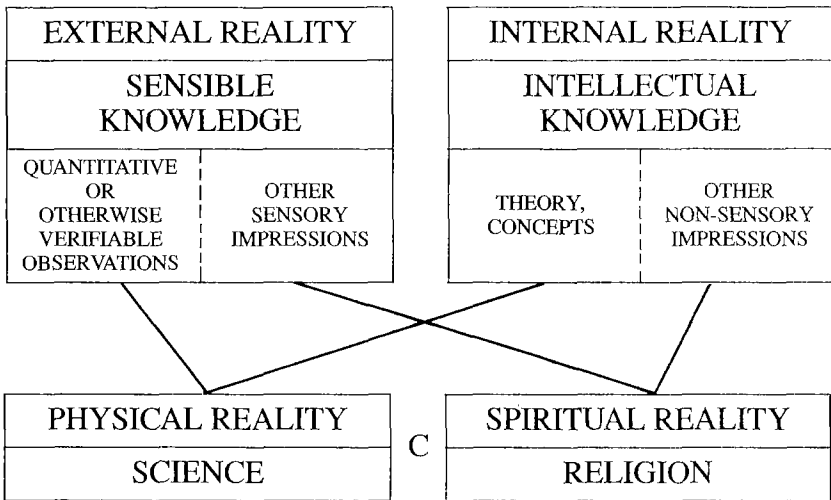 EXTERNAL REALITY
SENSIBLE
KNOWLEDGE
QUANTITATIVE
OR
OTHERWISE
VERIFIABLE
OBSERVATIONS
OTHER
SENSORY
IMPRESSIONS
INTERNAL REALITY
INTELLECTUAL
KNOWLEDGE
THEORY,
CONCEPTS
OTHER
NON-SENSORY
IMPRESSIONS
PHYSICAL REALITY
SCIENCE
C
SPIRITUAL REALITY
RELIGION